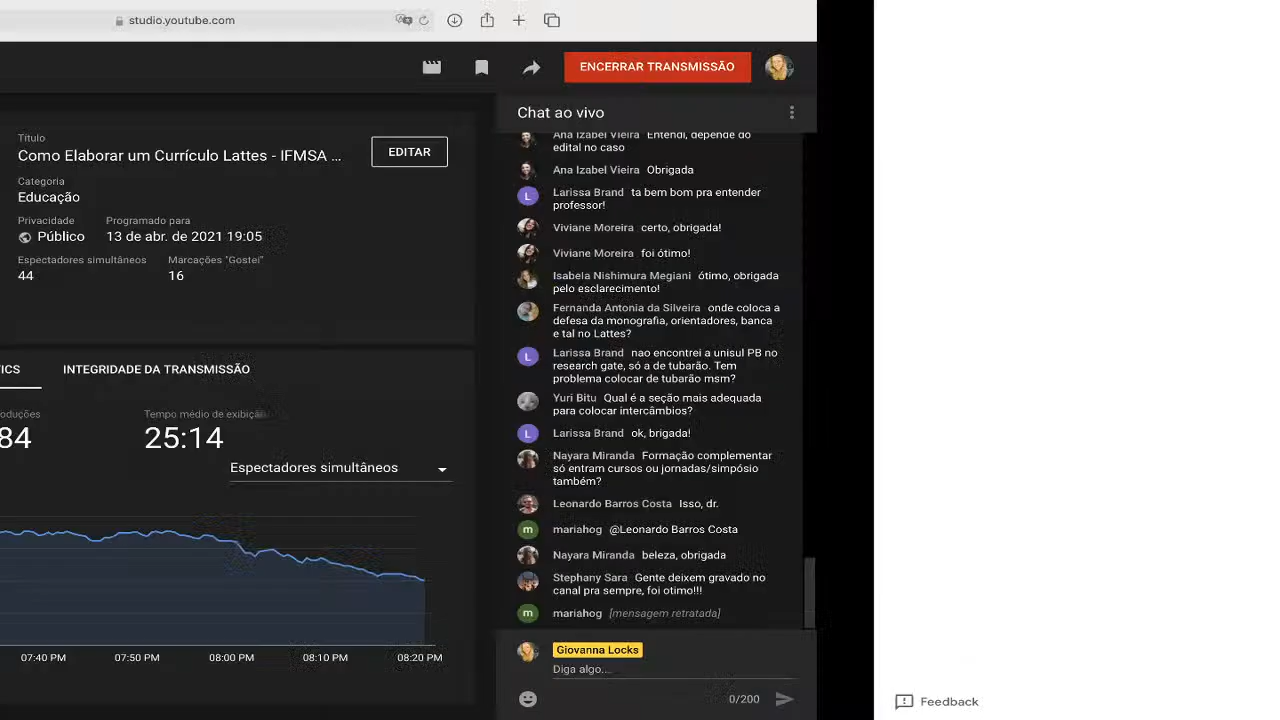 studio.youtube.com
ENCERRAR TRANSMISSÃO
Título
Como Elaborar um Currículo Lattes - IFMSA ...
EDITAR
Categoria
Educação
Privacidade
Programado para
Público
13 de abr. de 2021 19:05
Espectadores simultâneos
Marcações "Gostei"
44
16
TICS
INTEGRIDADE DA TRANSMISSÃO
oduções
Tempo médio de exibiçã
84
25:14
Espectadores simultâneos
07:40 PM
07:50 PM
08:00 PM
08:10 PM
08:20 PM
Chat ao vivo
Ana Izabel Vieira Entendi, depende do
edital no caso
Ana Izabel Vieira Obrigada
L
Larissa Brand ta bem bom pra entender
professor!
Viviane Moreira certo, obrigada!
Viviane Moreira foi ótimo!
Isabela Nishimura Megiani ótimo, obrigada
pelo esclarecimento!
Fernanda Antonia da Silveira onde coloca a
defesa da monografia, orientadores, banca
e tal no Lattes?
L
Larissa Brand nao encontrei a unisul PB no
research gate, só a de tubarão. Tem
problema colocar de tubarão msm?
Yuri Bitu Qual é a seção mais adequada
para colocar intercâmbios?
L
Larissa Brand ok, brigada!
Nayara Miranda Formação complementar
só entram cursos ou jornadas/simpósio
também?
Leonardo Barros Costa Isso, dr.
m
mariahog @Leonardo Barros Costa
Nayara Miranda beleza, obrigada
Stephany Sara Gente deixem gravado no
canal pra sempre, foi otimo!!!
m
mariahog [mensagem retratada]
Giovanna Locks
Diga algo...
0/200
Feedback